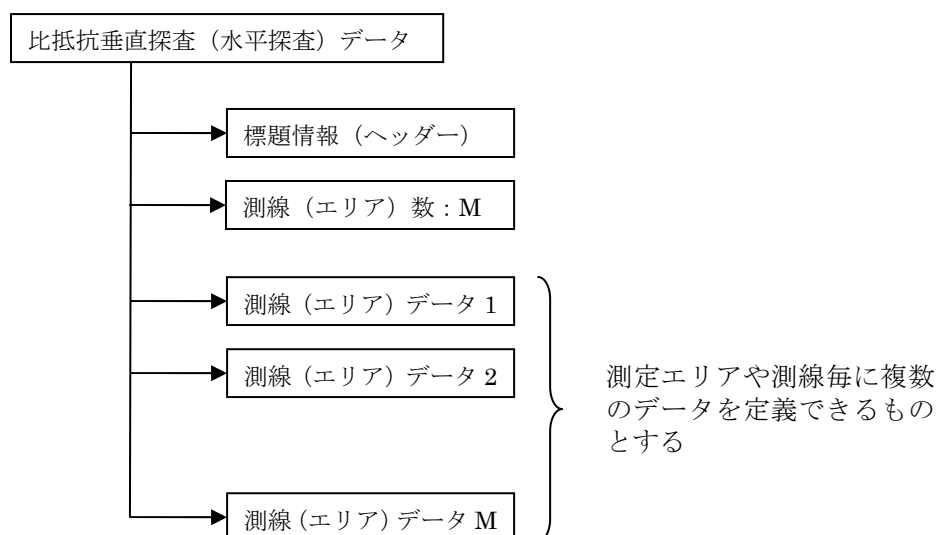 比抵抗垂直探査（水平探査）データ
標題情報（ヘッダー）
測線（エリア）数：M
測線（エリア）データ 1
測線（エリア）データ 2
測定エリアや測線毎に複数
のデータを定義できるもの
とする
測線（エリア）データ M